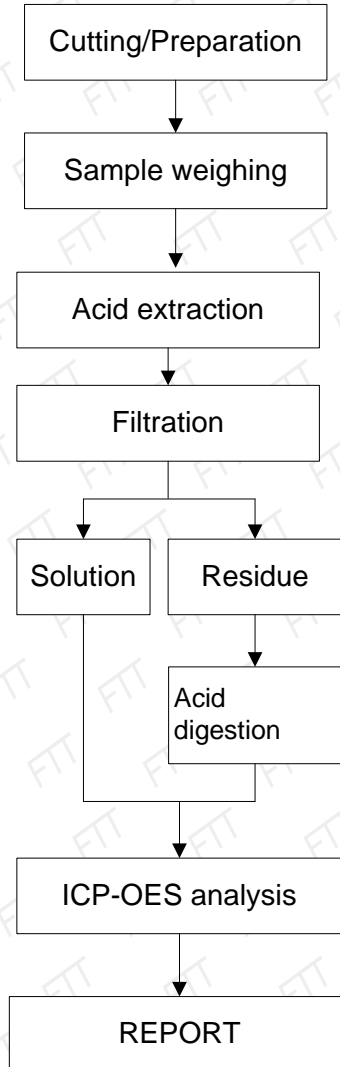 Cutting/Preparation
Sample weighing
Acid extraction
Filtration
Solution
Residue
Acid
digestion
ICP-OES analysis
REPORT